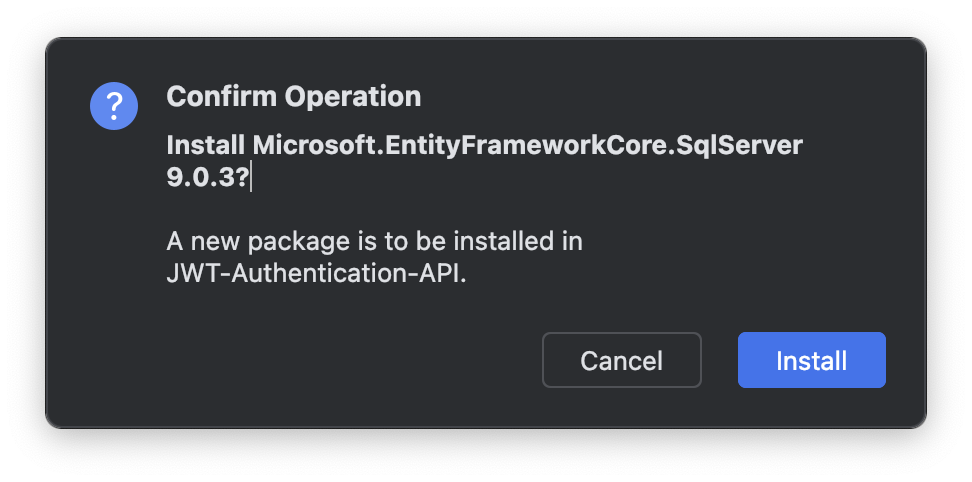 ?
Confirm Operation
Install Microsoft.EntityFrameworkCore.SqlServer
9.0.3?
A new package is to be installed in
JWT-Authentication-API.
Cancel
Install